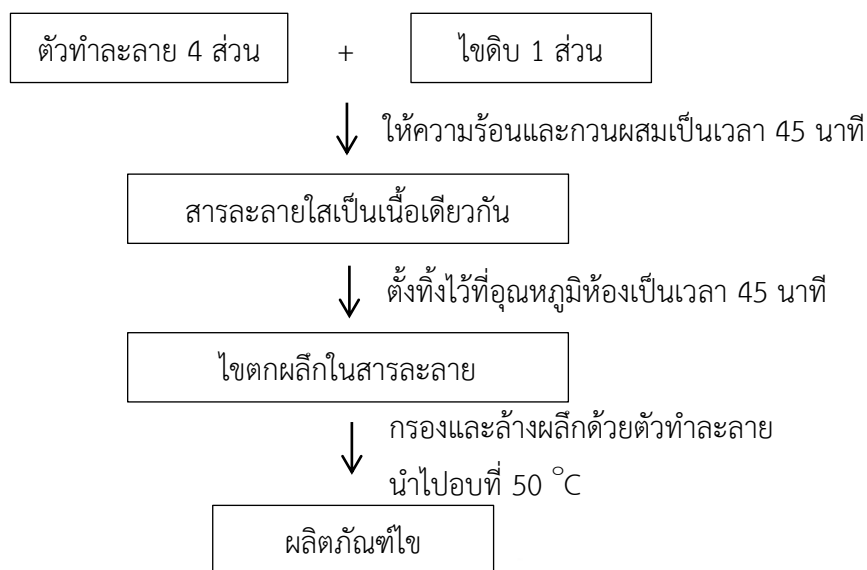 ตัวทำละลาย 4 ส่วน + ไขดิบ 1 ส่วน
ให้ความร้อนและกวนผสมเป็นเวลา 45 นาที
สารละลายใสเป็นเนื้อเดียวกัน
ตั้งทิ้งไว้ที่อุณหภูมิห้องเป็นเวลา 45 นาที
ไขตกผลึกในสารละลาย
กรองและล้างผลึกด้วยตัวทำละลาย
นำไปอบที่ 50 °C
ผลิตภัณฑ์ไข